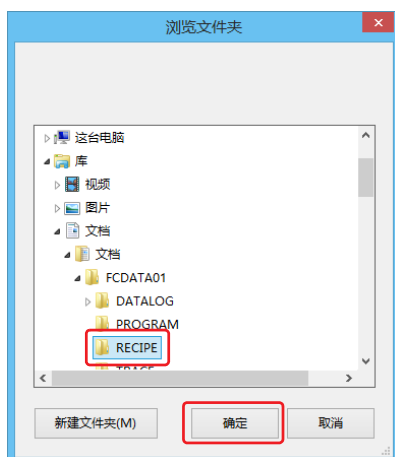 浏览文件夹
这台电脑
库
视频
图片
文档
文档
FCDATA01
DATALOG
PROGRAM
RECIPE
新建文件夹(M)
确定
取消